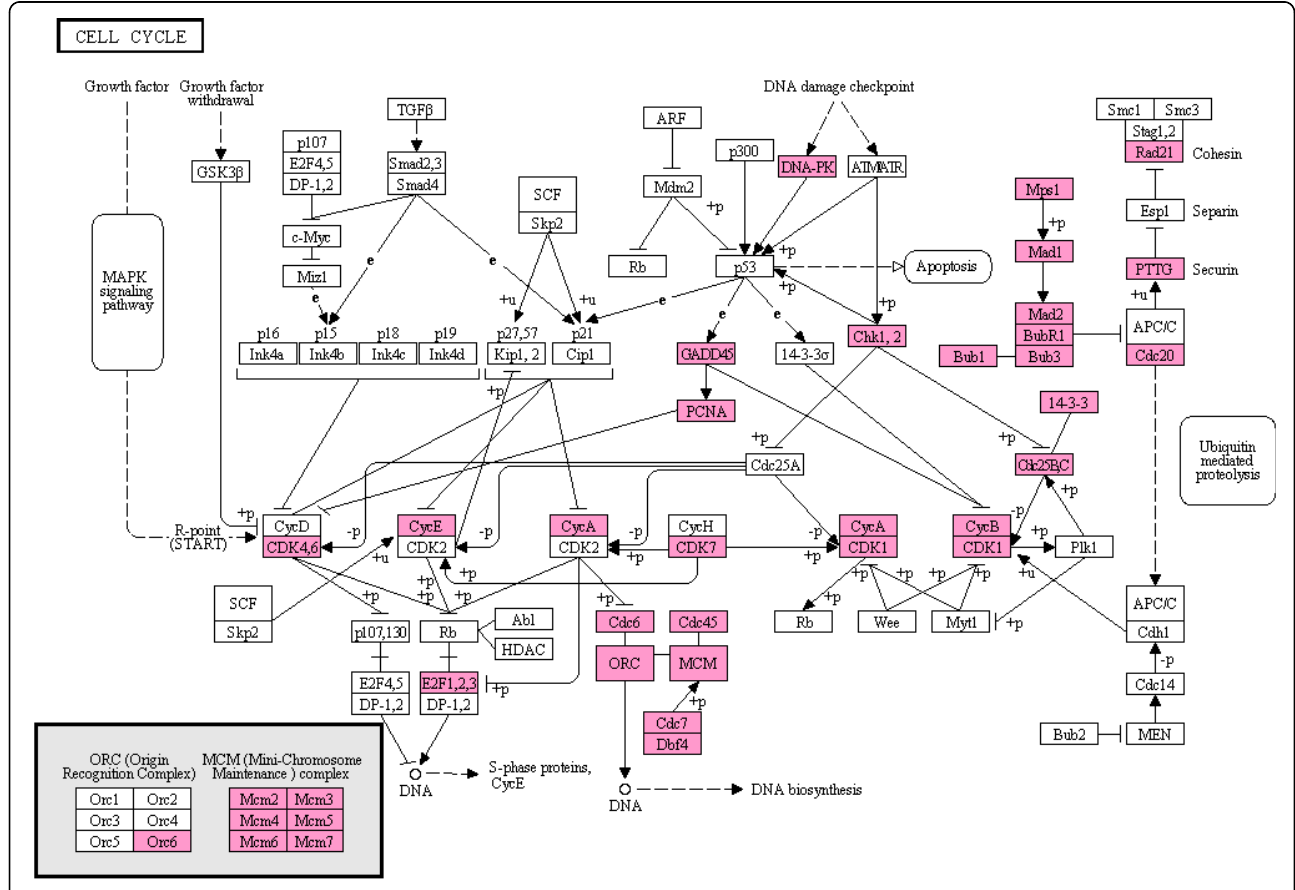 CELL CYCLE
Growth factor
Growth factor
withdrawal
DNA damage checkpoint
TGFβ
ARF
p300
DNA-PK
ATM/ATR
Smc1
Smc3
Stag1,2
Rad21
Cohesin
p107
E2F4,5
DP-1,2
Smad2,3
Smad4
GSK3β
SCF
Skp2
Mdm2
+p
Mps1
+p
Esp1
Separin
c-Myc
Miz1
Rb
p53
+p
+p
Apoptosis
Mad1
PTTG
Securin
MAPK
signaling
pathway
e
e
e
e
e
e
+u
+u
+p
+u
p16
Ink4a
p15
Ink4b
p18
Ink4c
p19
Ink4d
p27,57
Kip1, 2
p21
Cip1
GADD45
14-3-3σ
Chk1, 2
Mad2
BubR1
Bub3
Bub1
APC/C
Cdc20
+p
PCNA
14-3-3
+p
+p
Cdc25A
Cdc25B,C
Ubiquitin
mediated
proteolysis
+p
R-point
(START)
+p
CycD
CDK4,6
-p
CycE
CDK2
-p
CycA
CDK2
-p
CycH
CDK7
+p
-p
+p
CycA
CDK1
-p
CycB
CDK1
+p
Plk1
+u
+p
+p
+p
+p
+p
+p
+p
+p
+p
+u
SCF
Skp2
p107,130
Rb
Abl
HDAC
Cdc6
Cdc45
Rb
Wee
Myt1
+p
APC/C
Cdh1
ORC
MCM
-p
E2F4,5
DP-1,2
E2F1,2,3
DP-1,2
+p
+p
Cdc14
Cdc7
Dbf4
Bub2
MEN
DNA
S-phase proteins,
CycE
DNA
DNA biosynthesis
ORC (Origin
Recognition Complex)
Orc1
Orc2
Orc3
Orc4
Orc5
Orc6
MCM (Mini-Chromosome
Maintenance ) complex
Mcm2
Mcm3
Mcm4
Mcm5
Mcm6
Mcm7